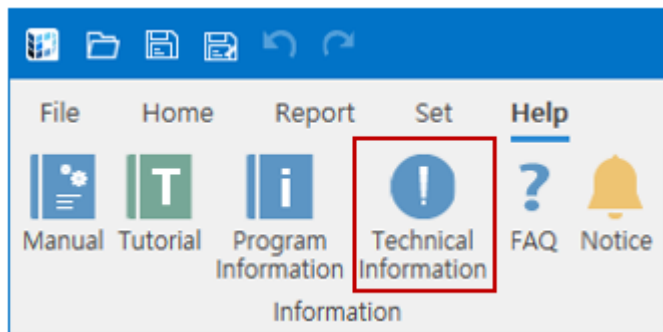 File Home Report Set Help
T i ! ?
Manual Tutorial Program Information Technical Information FAQ Notice
Information